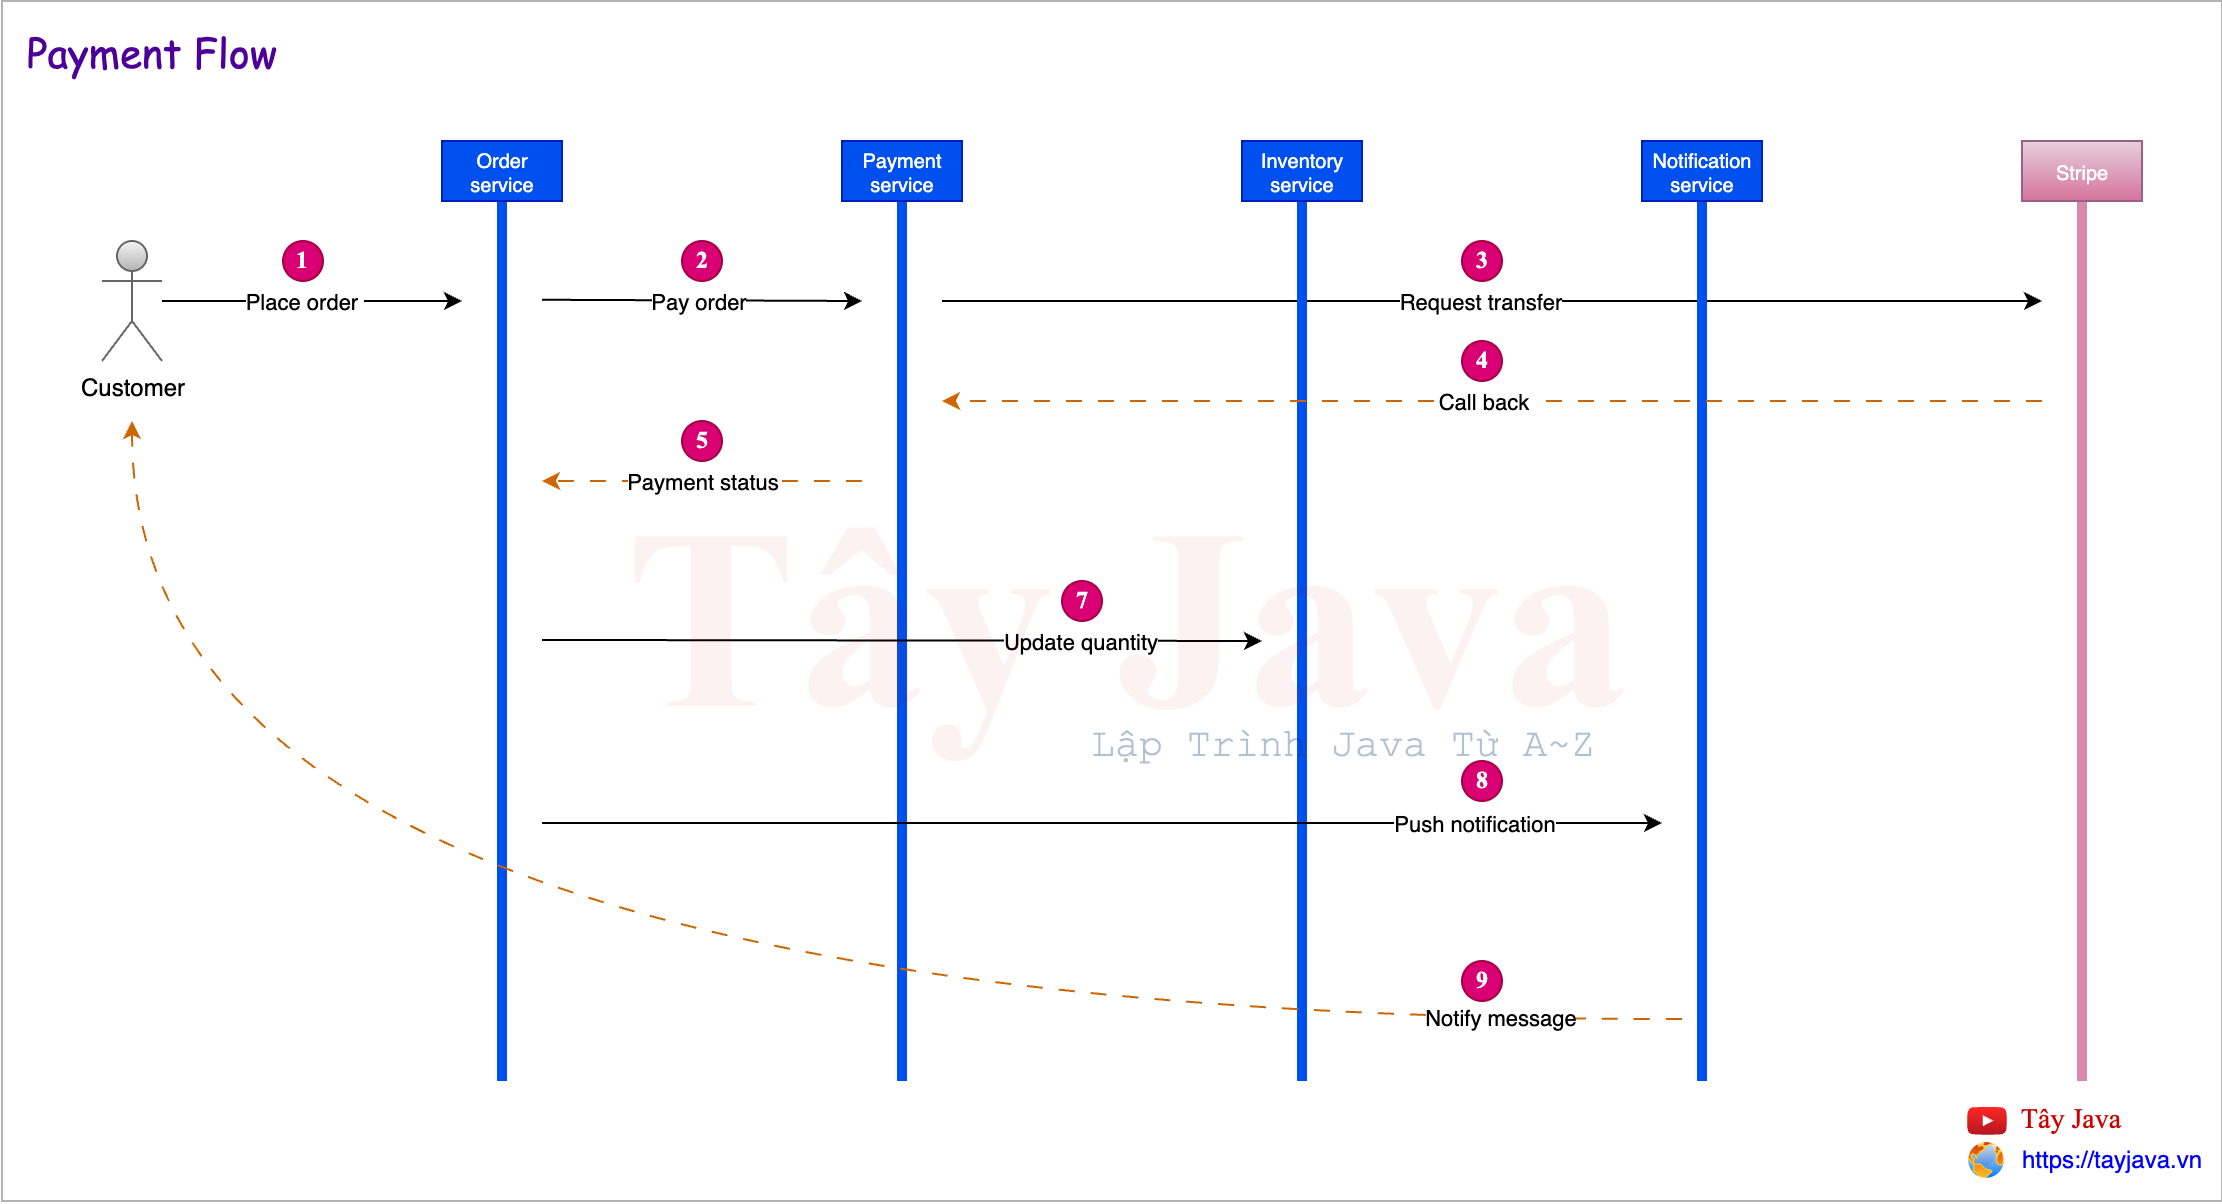 Payment Flow
Order
service
Payment
service
Inventory
service
Notification
service
Stripe
1
2
3
Place order
Pay order
Request transfer
4
Customer
Call back
5
Payment status
Tây Java
7
Update quantity
Lập Trình Java Từ A~Z
8
Push notification
9
Notify message
Tây Java
https://tayjava.vn